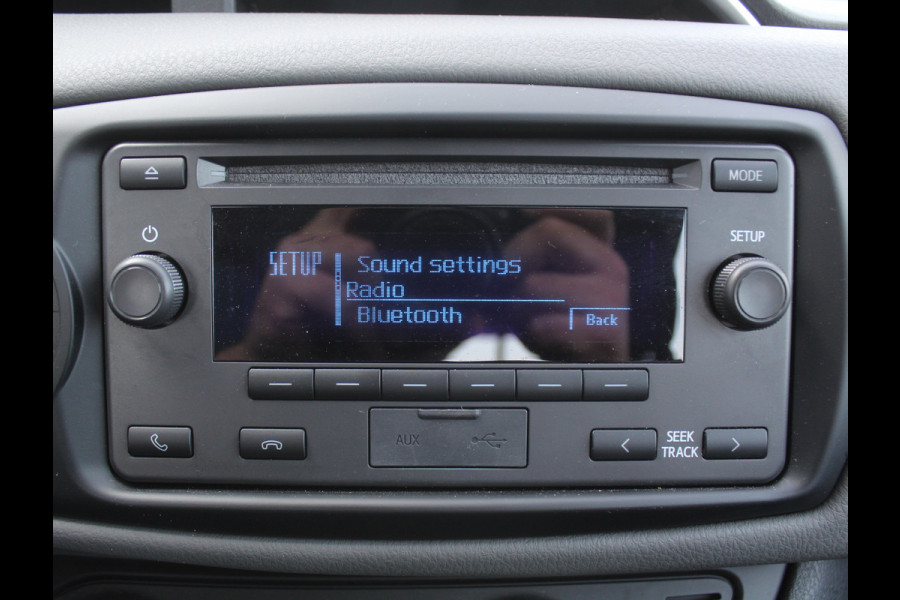 MODE
SETUP
SETUP
Sound settings
Radio
Bluetooth
Back
AUX
SEEK
TRACK